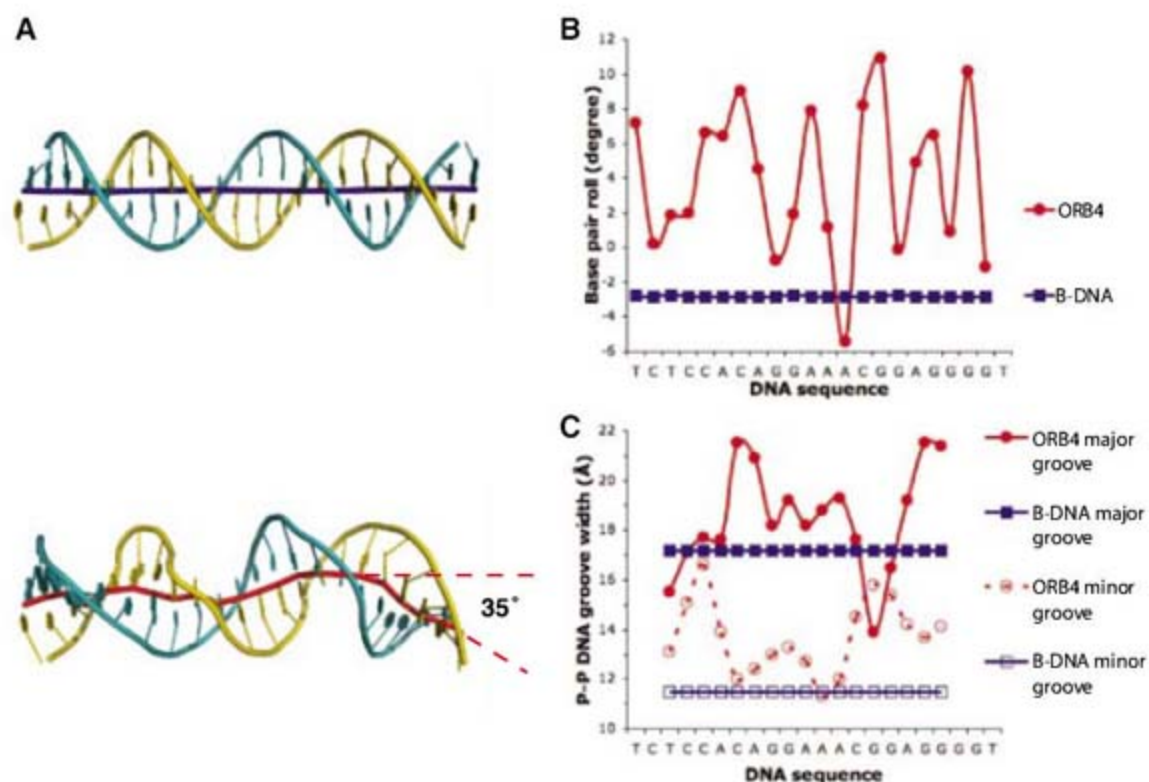 A
35°
B
Base pair roll (degree)
12
10
8
6
4
2
0
-2
-4
-6
T C T C C A C A G G A A A C G G A G G G G T
DNA sequence
ORB4
B-DNA
C
P-P DNA groove width (Å)
22
20
18
16
14
12
10
T C T C C A C A G G A A A C G G A G G G G T
DNA sequence
ORB4 major
groove
B-DNA major
groove
ORB4 minor
groove
B-DNA minor
groove